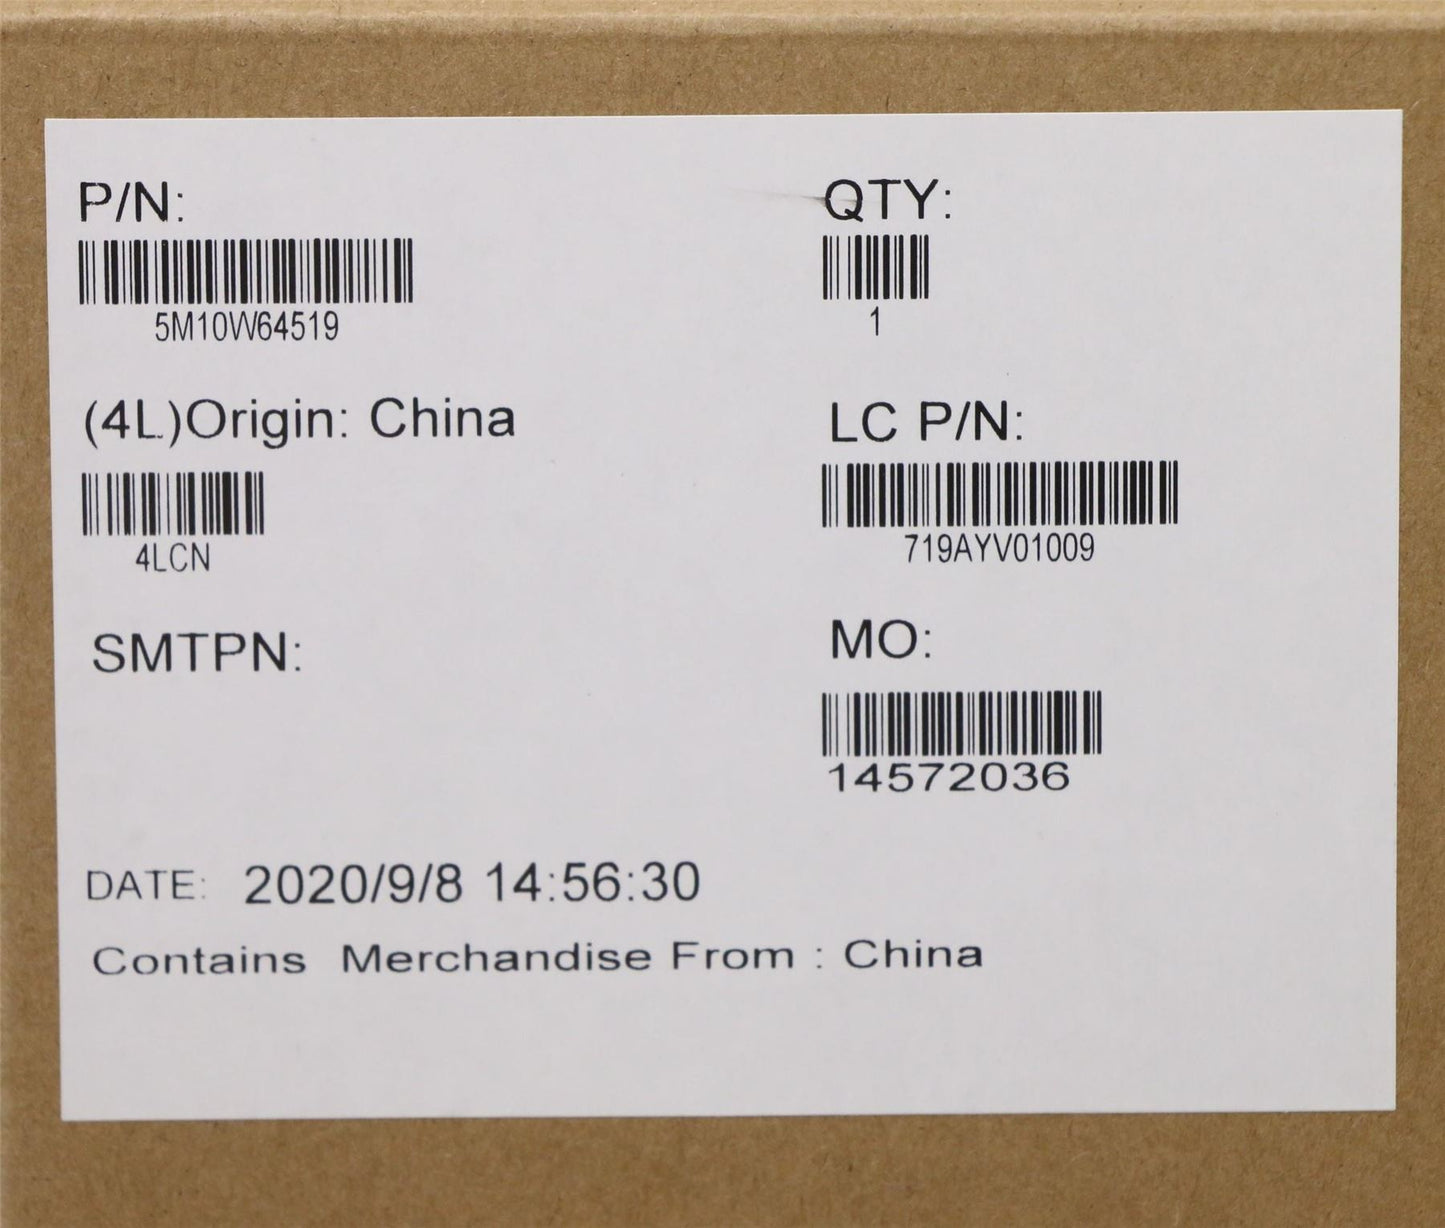 P/N:
5M10W64519
QTY:
1
(4L)Origin: China
4LCN
LC P/N:
719AYV01009
SMTPN:
MO:
14572036
DATE: 2020/9/8 14:56:30
Contains Merchandise From : China